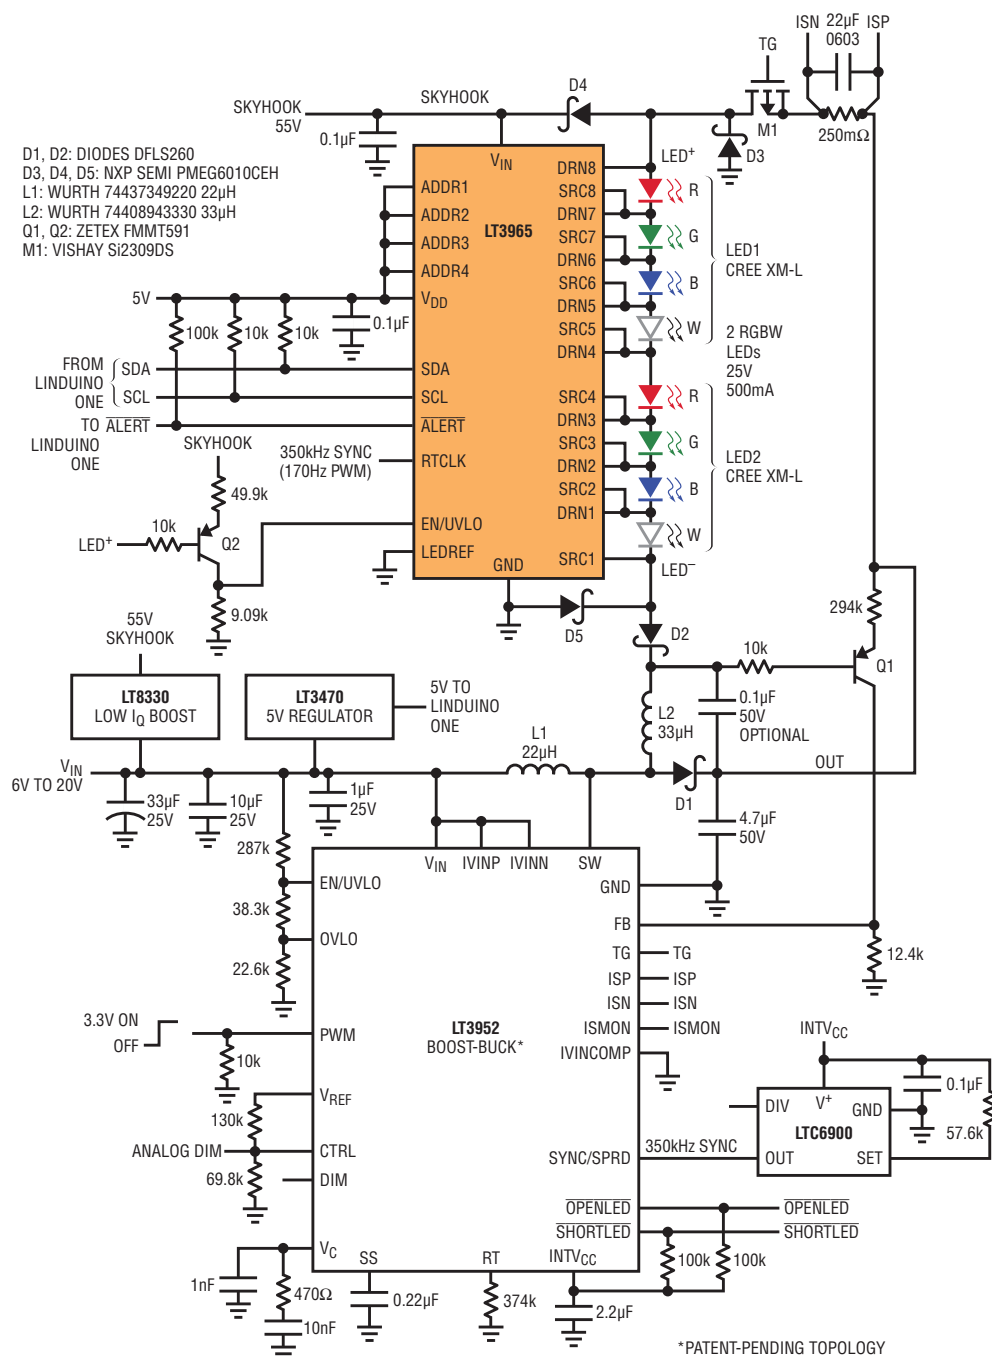 ISN
22µF
0603
ISP
TG
D4
SKYHOOK
55V
SKYHOOK
0.1µF
M1
250mΩ
D3
D1, D2: DIODES DFLS260
D3, D4, D5: NXP SEMI PMEG6010CEH
L1: WURTH 74437349220 22µH
L2: WURTH 74408943330 33µH
Q1, Q2: ZETEX FMMT591
M1: VISHAY Si2309DS
VIN
LT3965
ADDR1
ADDR2
ADDR3
ADDR4
VDD
SDA
SCL
ALERT
RTCLK
EN/UVLO
LEDREF
GND
DRN8
SRC8
DRN7
SRC7
DRN6
SRC6
DRN5
SRC5
DRN4
SRC4
DRN3
SRC3
DRN2
SRC2
DRN1
SRC1
LED+
R
G
B
W
LED1
CREE XM-L
2 RGBW
LEDs
25V
500mA
R
G
B
W
LED2
CREE XM-L
LED–
5V
100k
10k
10k
0.1µF
FROM
LINDUINO
ONE
SDA
SCL
TO
LINDUINO
ONE
ALERT
SKYHOOK
350kHz SYNC
(170Hz PWM)
49.9k
10k
LED+
Q2
9.09k
D5
D2
294k
10k
Q1
55V
SKYHOOK
LT8330
LOW IQ BOOST
LT3470
5V REGULATOR
5V TO
LINDUINO
ONE
L2
33µH
0.1µF
50V
OPTIONAL
L1
22µH
D1
OUT
VIN
6V TO 20V
33µF
25V
10µF
25V
1µF
25V
4.7µF
50V
287k
38.3k
22.6k
VIN
IVINP
IVINN
SW
EN/UVLO
OVLO
PWM
VREF
CTRL
DIM
VC
SS
RT
INTVCC
LT3952
BOOST-BUCK*
GND
FB
TG
ISP
ISN
ISMON
IVINCOMP
SYNC/SPRD
OPENLED
SHORTLED
TG
ISP
ISN
ISMON
12.4k
3.3V ON
OFF
10k
130k
ANALOG DIM
69.8k
INTVCC
0.1µF
57.6k
DIV
V+
GND
LTC6900
OUT
SET
350kHz SYNC
OPENLED
SHORTLED
100k
100k
1nF
470Ω
10nF
0.22µF
374k
2.2µF
*PATENT-PENDING TOPOLOGY